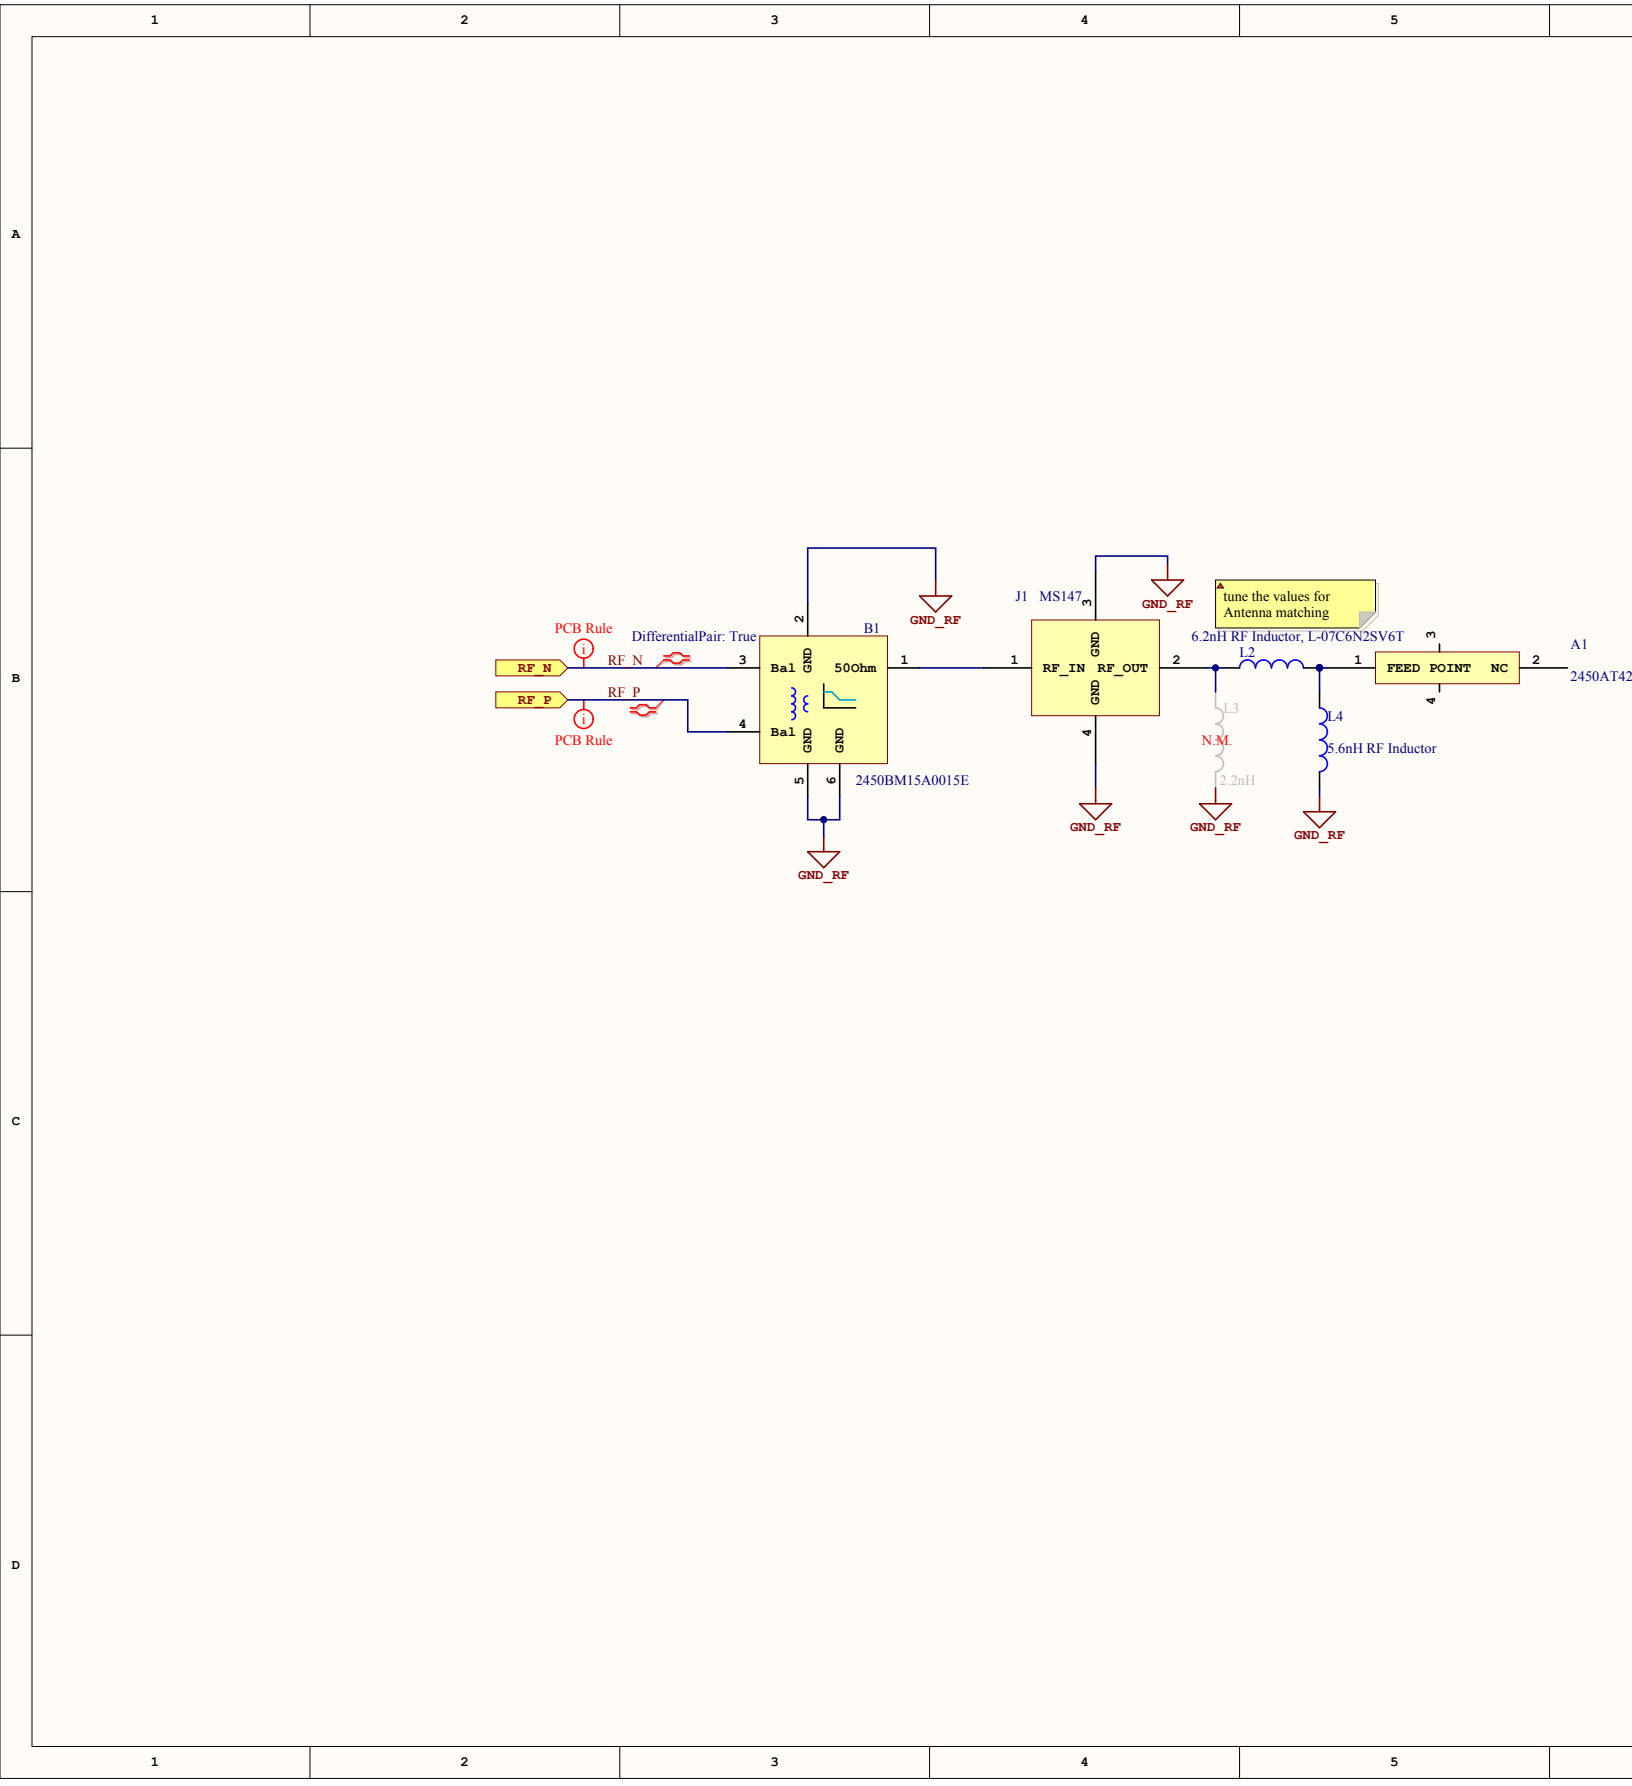 1 2 3 4 5
A
B
C
D
PCB Rule
DifferentialPair: True
RF_N
RF_N
RF_P
RF_P
PCB Rule
B1
2
3
4
5
6
1
Bal
GND
50Ohm
Bal
GND
GND
2450BM15A0015E
GND_RF
GND_RF
J1 MS147
3
GND
1
RF_IN RF_OUT
2
GND
4
GND_RF
GND_RF
tune the values for
Antenna matching
6.2nH RF Inductor, L-07C6N2SV6T
L2
L3
N.M.
2.2nH
GND_RF
L4
5.6nH RF Inductor
GND_RF
3
1
FEED POINT NC
2
4
A1
2450AT42
1 2 3 4 5